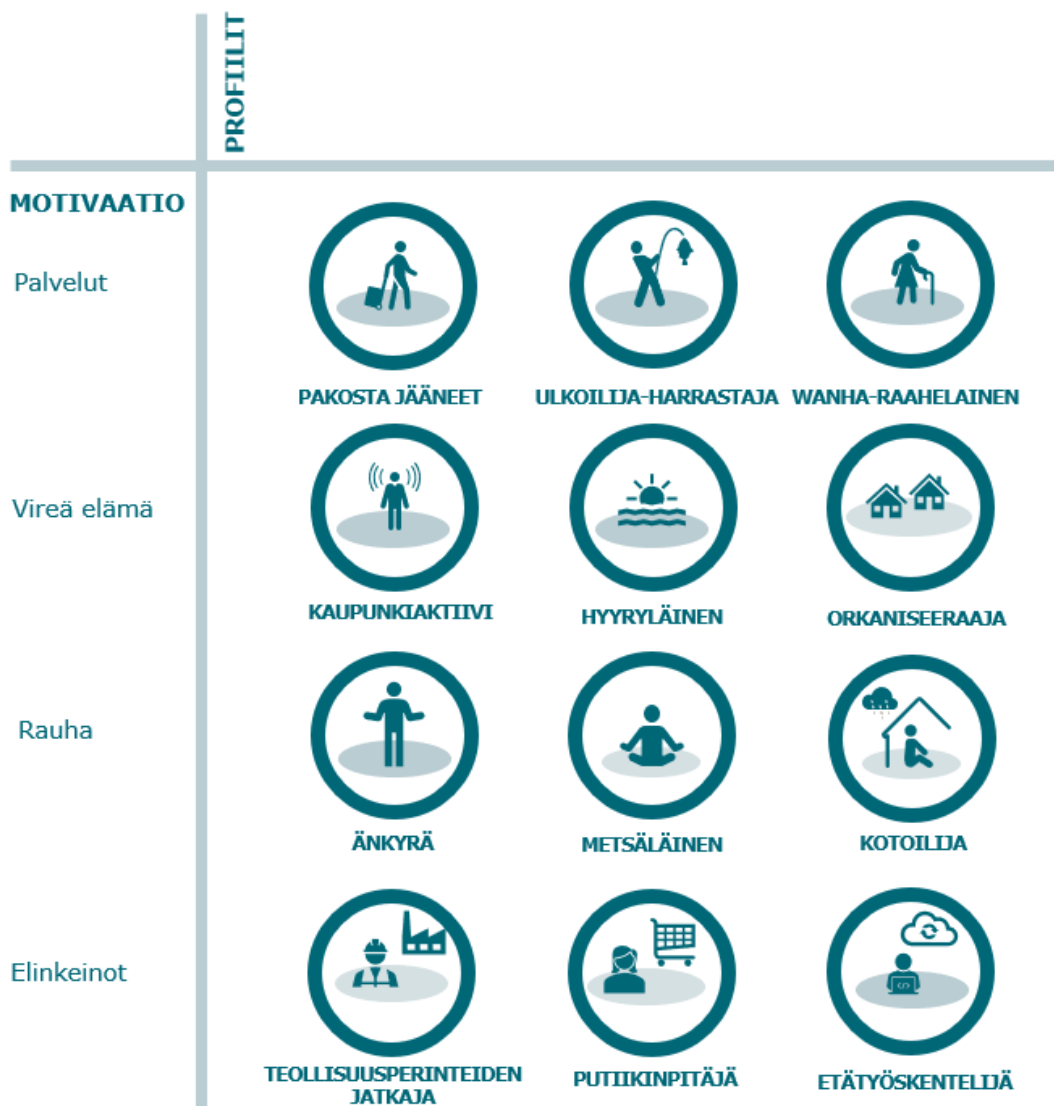 PROFIILIT
MOTIVAATIO
Palvelut
PAKOSTA JÄÄNEET
ULKOILIJA-HARRASTAJA
WANHA-RAAHELAINEN
Vireä elämä
KAUPUNKIAKTIIVI
HYYRYLÄINEN
ORKANISEERAAJA
Rauha
ÄNKYRÄ
METSÄLÄINEN
KOTOILIJA
Elinkeinot
TEOLLISUUSPERINTEIDEN
JATKAJA
PUTIIKINPITÄJÄ
ETÄTYÖSKENTELIJÄ